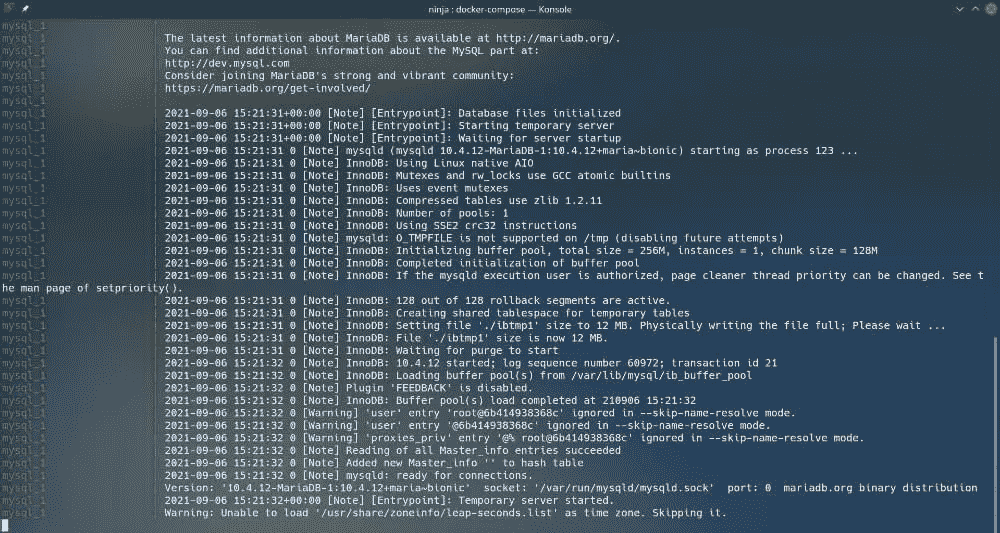 ninja : docker-compose — Konsole
mysql_1
mysql_1 | The latest information about MariaDB is available at http://mariadb.org/.
mysql_1 | You can find additional information about the MySQL part at:
mysql_1 | http://dev.mysql.com
mysql_1 | Consider joining MariaDB's strong and vibrant community:
mysql_1 | https://mariadb.org/get-involved/
mysql_1 |
mysql_1 | 2021-09-06 15:21:31+00:00 [Note] [Entrypoint]: Database files initialized
mysql_1 | 2021-09-06 15:21:31+00:00 [Note] [Entrypoint]: Starting temporary server
mysql_1 | 2021-09-06 15:21:31+00:00 [Note] [Entrypoint]: Waiting for server startup
mysql_1 | 2021-09-06 15:21:31 0 [Note] mysqld (mysqld 10.4.12-MariaDB-1:10.4.12+maria~bionic) starting as process 123 ...
mysql_1 | 2021-09-06 15:21:31 0 [Note] InnoDB: Using Linux native AIO
mysql_1 | 2021-09-06 15:21:31 0 [Note] InnoDB: Mutexes and rw_locks use GCC atomic builtins
mysql_1 | 2021-09-06 15:21:31 0 [Note] InnoDB: Uses event mutexes
mysql_1 | 2021-09-06 15:21:31 0 [Note] InnoDB: Compressed tables use zlib 1.2.11
mysql_1 | 2021-09-06 15:21:31 0 [Note] InnoDB: Number of pools: 1
mysql_1 | 2021-09-06 15:21:31 0 [Note] InnoDB: Using SSE2 crc32 instructions
mysql_1 | 2021-09-06 15:21:31 0 [Note] mysqld: O_TMPFILE is not supported on /tmp (disabling future attempts)
mysql_1 | 2021-09-06 15:21:31 0 [Note] InnoDB: Initializing buffer pool, total size = 256M, instances = 1, chunk size = 128M
mysql_1 | 2021-09-06 15:21:31 0 [Note] InnoDB: Completed initialization of buffer pool
mysql_1 | 2021-09-06 15:21:31 0 [Note] InnoDB: If the mysqld execution user is authorized, page cleaner thread priority can be changed. See t
he man page of setpriority().
mysql_1 | 2021-09-06 15:21:31 0 [Note] InnoDB: 128 out of 128 rollback segments are active.
mysql_1 | 2021-09-06 15:21:31 0 [Note] InnoDB: Creating shared tablespace for temporary tables
mysql_1 | 2021-09-06 15:21:31 0 [Note] InnoDB: Setting file './ibtmp1' size to 12 MB. Physically writing the file full; Please wait ...
mysql_1 | 2021-09-06 15:21:31 0 [Note] InnoDB: File './ibtmp1' size is now 12 MB.
mysql_1 | 2021-09-06 15:21:31 0 [Note] InnoDB: Waiting for purge to start
mysql_1 | 2021-09-06 15:21:32 0 [Note] InnoDB: 10.4.12 started; log sequence number 60972; transaction id 21
mysql_1 | 2021-09-06 15:21:32 0 [Note] InnoDB: Loading buffer pool(s) from /var/lib/mysql/ib_buffer_pool
mysql_1 | 2021-09-06 15:21:32 0 [Note] Plugin 'FEEDBACK' is disabled.
mysql_1 | 2021-09-06 15:21:32 0 [Note] InnoDB: Buffer pool(s) load completed at 210906 15:21:32
mysql_1 | 2021-09-06 15:21:32 0 [Warning] 'user' entry 'root@6b414938368c' ignored in --skip-name-resolve mode.
mysql_1 | 2021-09-06 15:21:32 0 [Warning] 'user' entry '@6b414938368c' ignored in --skip-name-resolve mode.
mysql_1 | 2021-09-06 15:21:32 0 [Warning] 'proxies_priv' entry '@% root@6b414938368c' ignored in --skip-name-resolve mode.
mysql_1 | 2021-09-06 15:21:32 0 [Note] Reading of all Master_info entries succeeded
mysql_1 | 2021-09-06 15:21:32 0 [Note] Added new Master_info '' to hash table
mysql_1 | 2021-09-06 15:21:32 0 [Note] mysqld: ready for connections.
mysql_1 | Version: '10.4.12-MariaDB-1:10.4.12+maria~bionic' socket: '/var/run/mysqld/mysqld.sock' port: 0 mariadb.org binary distribution
mysql_1 | 2021-09-06 15:21:32+00:00 [Note] [Entrypoint]: Temporary server started.
mysql_1 | Warning: Unable to load '/usr/share/zoneinfo/leap-seconds.list' as time zone. Skipping it.